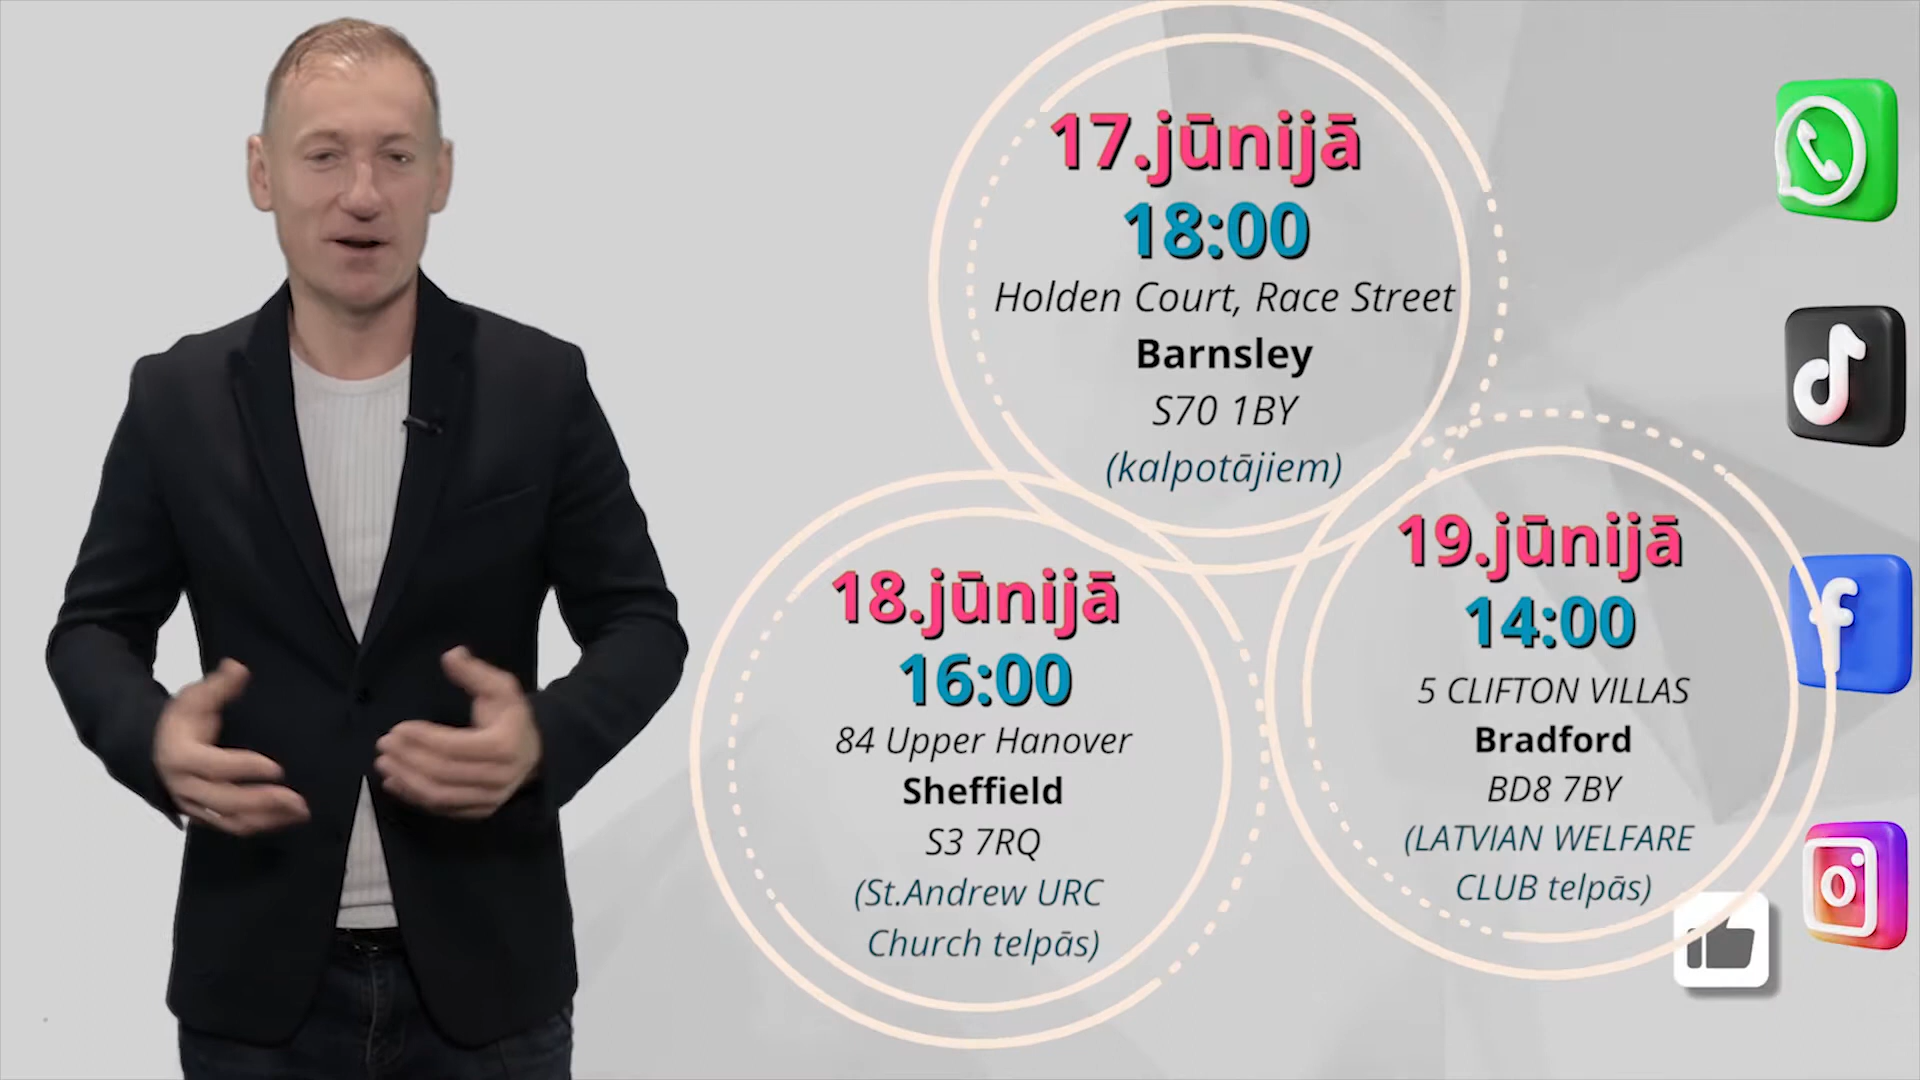 17.jūnijā
18:00
Holden Court, Race Street
Barnsley
S70 1BY
(kalpotājiem)
18.jūnijā
16:00
84 Upper Hanover
Sheffield
S3 7RQ
(St.Andrew URC
Church telpās)
19.jūnijā
14:00
5 CLIFTON VILLAS
Bradford
BD8 7BY
(LATVIAN WELFARE
CLUB telpās)